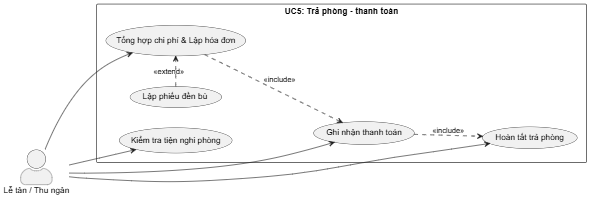 UC5: Trả phòng - thanh toán
Tổng hợp chi phí & Lập hóa đơn
«extend»
«include»
Lập phiếu đền bù
Ghi nhận thanh toán
«include»
Hoàn tất trả phòng
Kiểm tra tiện nghi phòng
Lễ tân / Thu ngân